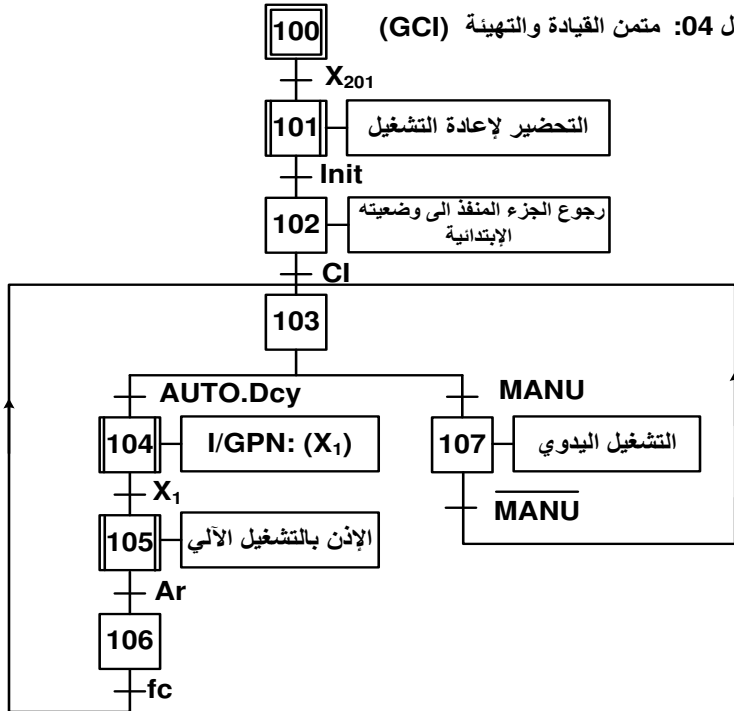 ل 04: متمن القيادة والتهيئة (GCI)
100
X₂₀₁
101
التحضير لإعادة التشغيل
Init
102
رجوع الجزء المنفذ الى وضعيته
الإبتدائية
CI
103
AUTO.Dcy
MANU
104
I/GPN: (X₁)
107
التشغيل اليدوي
X₁
M̅A̅N̅U̅
105
الإذن بالتشغيل الآلي
Ar
106
fc